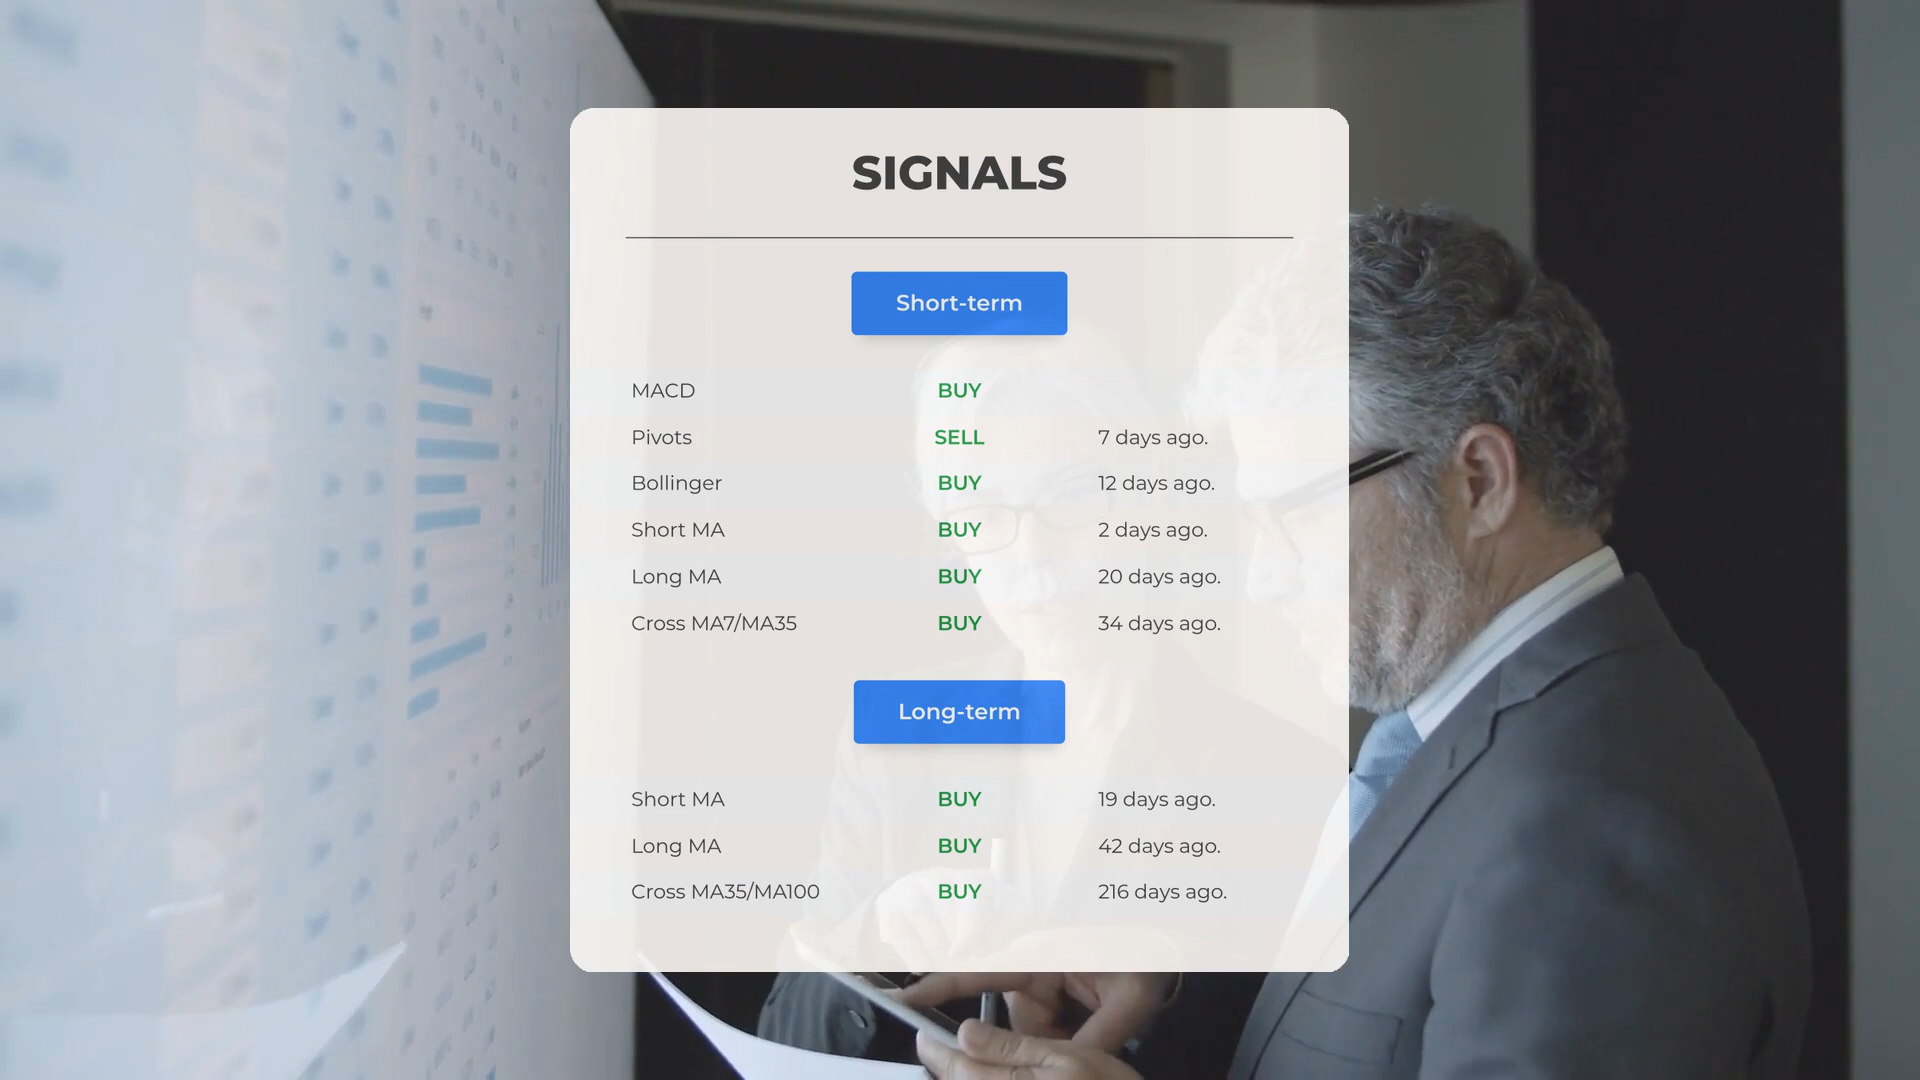 SIGNALS
Short-term
MACD BUY
Pivots SELL 7 days ago.
Bollinger BUY 12 days ago.
Short MA BUY 2 days ago.
Long MA BUY 20 days ago.
Cross MA7/MA35 BUY 34 days ago.
Long-term
Short MA BUY 19 days ago.
Long MA BUY 42 days ago.
Cross MA35/MA100 BUY 216 days ago.